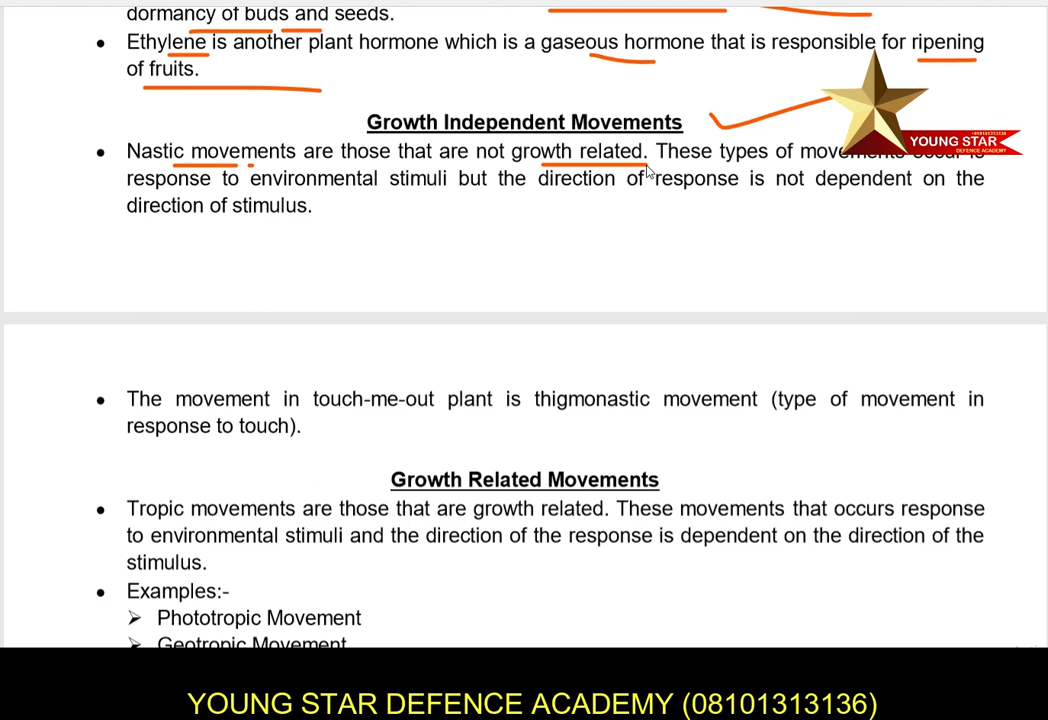 dormancy of buds and seeds.
• Ethylene is another plant hormone which is a gaseous hormone that is responsible for ripening
of fruits.
Growth Independent Movements
• Nastic movements are those that are not growth related. These types of
response to environmental stimuli but the direction of response is not dependent on the
direction of stimulus.
+918101313136
YOUNG STAR
DEFENCE ACADEMY
• The movement in touch-me-out plant is thigmonastic movement (type of movement in
response to touch).
Growth Related Movements
• Tropic movements are those that are growth related. These movements that occurs response
to environmental stimuli and the direction of the response is dependent on the direction of the
stimulus.
• Examples:-
➢ Phototropic Movement
➢ Geotropic Movement
YOUNG STAR DEFENCE ACADEMY (08101313136)